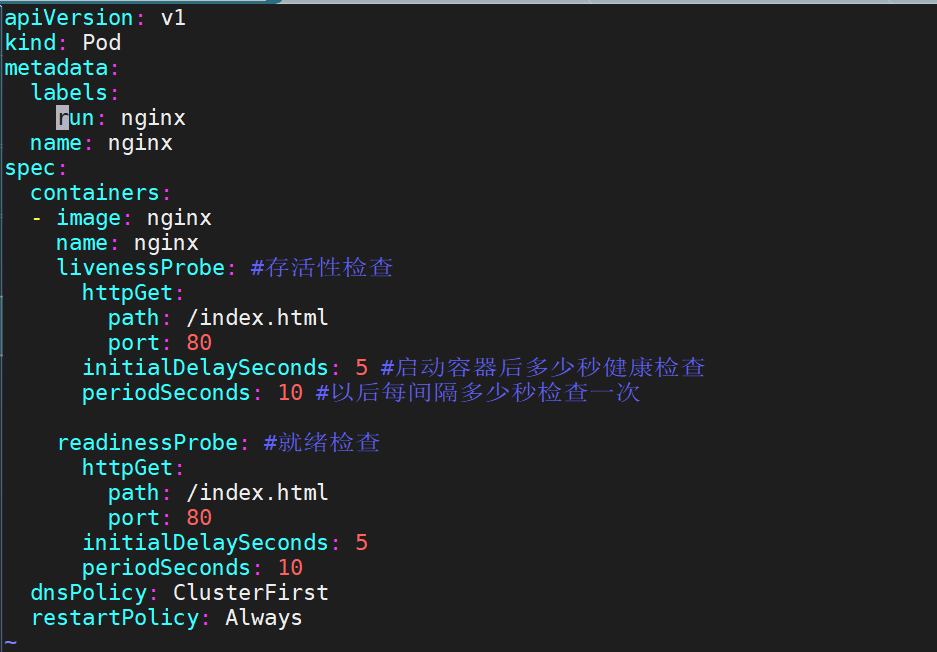 apiVersion: v1
kind: Pod
metadata:
  labels:
    run: nginx
  name: nginx
spec:
  containers:
  - image: nginx
    name: nginx
    livenessProbe: #存活性检查
      httpGet:
        path: /index.html
        port: 80
      initialDelaySeconds: 5 #启动容器后多少秒健康检查
      periodSeconds: 10 #以后每间隔多少秒检查一次

    readinessProbe: #就绪检查
      httpGet:
        path: /index.html
        port: 80
      initialDelaySeconds: 5
      periodSeconds: 10
  dnsPolicy: ClusterFirst
  restartPolicy: Always
~